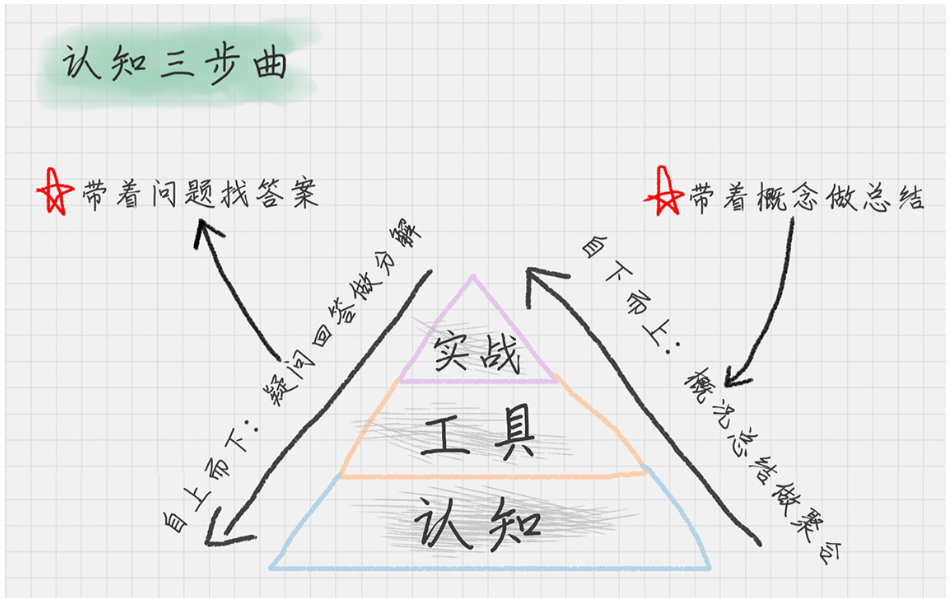 认知三步曲
带着问题找答案
带着概念做总结
自上而下：疑问回答做分解
自下而上：概况总结做聚合
实战
工具
认知